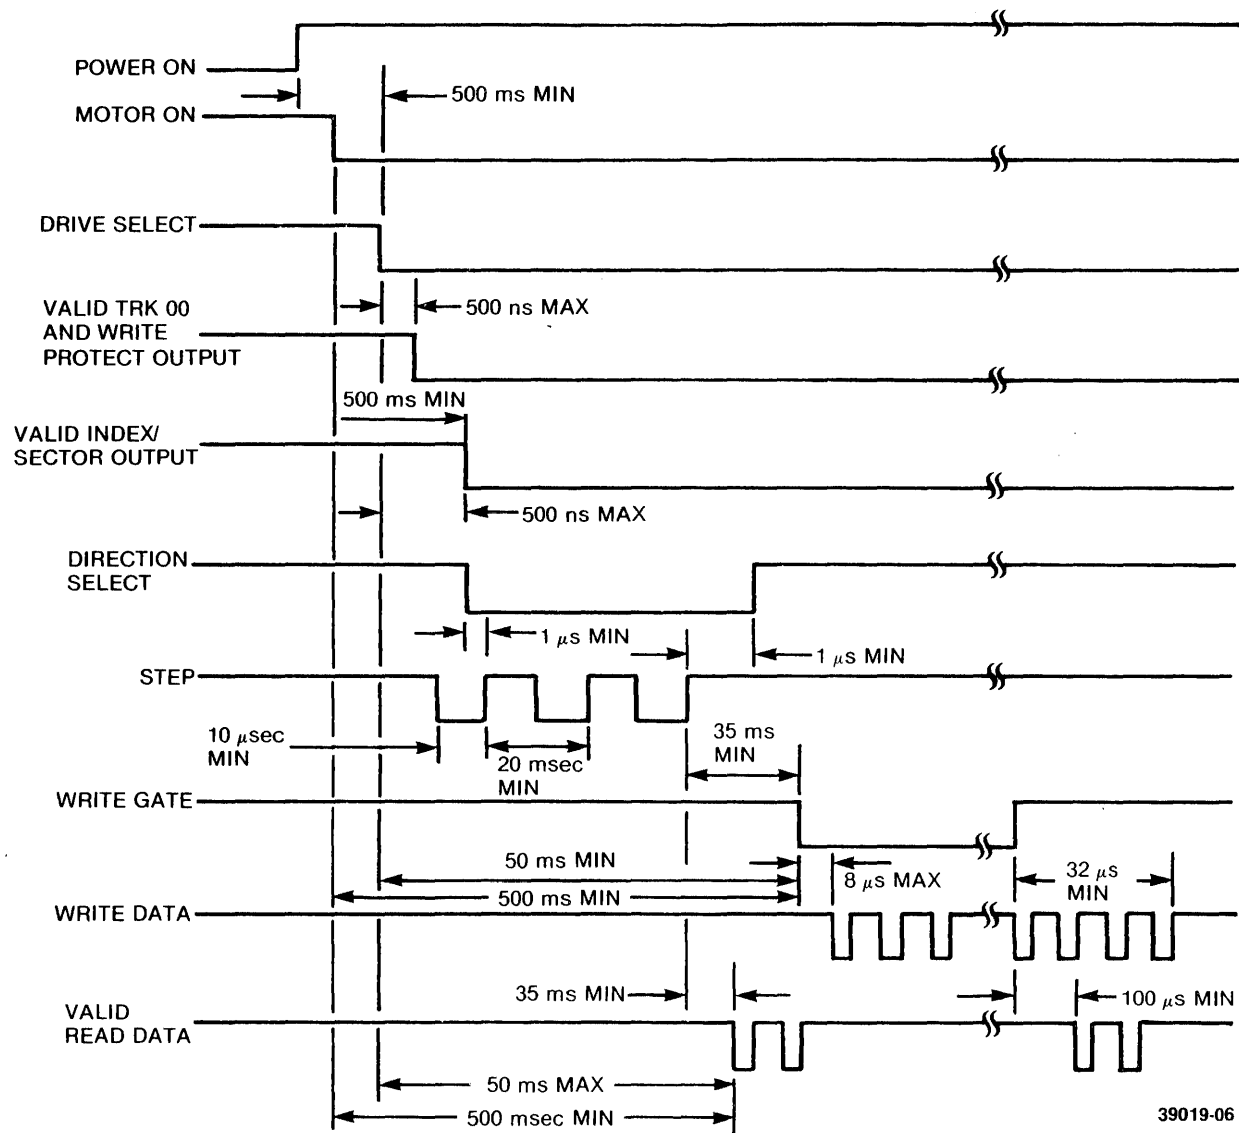 POWER ON
500 ms MIN
MOTOR ON
DRIVE SELECT
VALID TRK 00
AND WRITE
PROTECT OUTPUT
500 ns MAX
500 ms MIN
VALID INDEX/
SECTOR OUTPUT
500 ns MAX
DIRECTION
SELECT
1 μs MIN
1 μs MIN
STEP
10 μsec
MIN
20 msec
MIN
35 ms
MIN
WRITE GATE
50 ms MIN
8 μs MAX
32 μs
MIN
500 ms MIN
WRITE DATA
35 ms MIN
100 μs MIN
VALID
READ DATA
50 ms MAX
500 msec MIN
39019-06